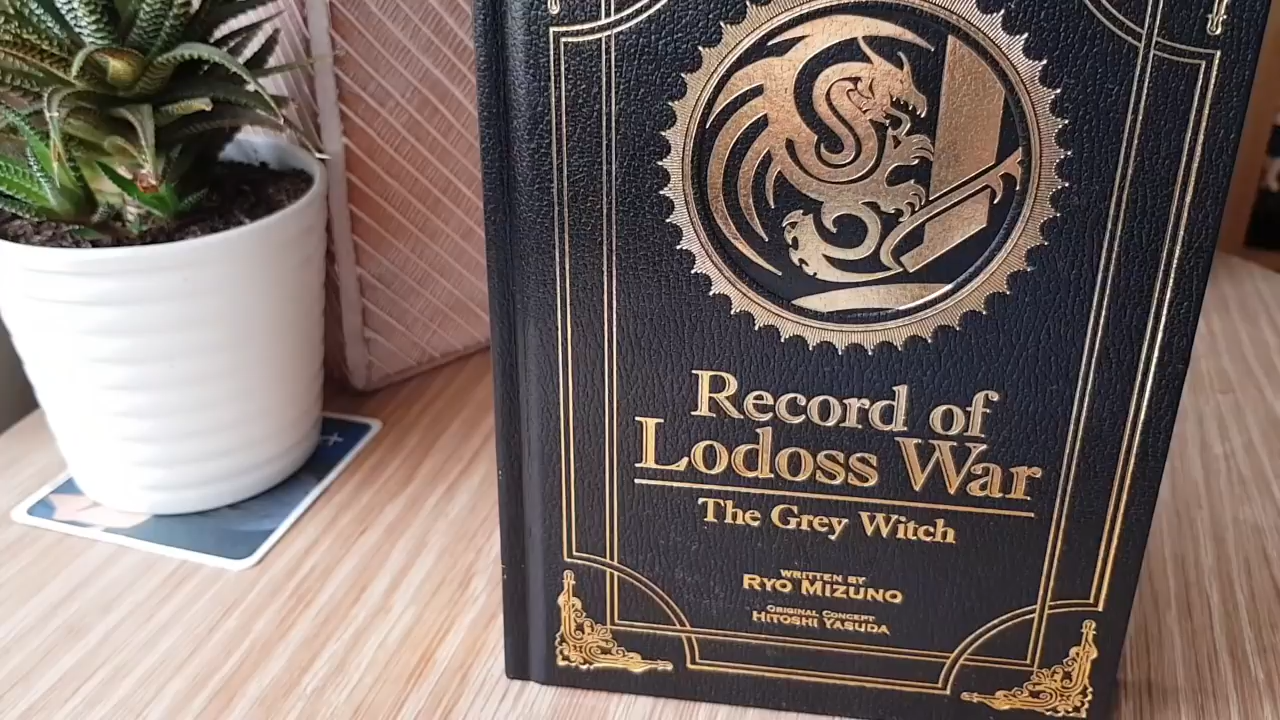 Record of
Lodoss War
The Grey Witch
WRITTEN BY
RYO MIZUNO
ORIGINAL CONCEPT
HITOSHI YASUDA